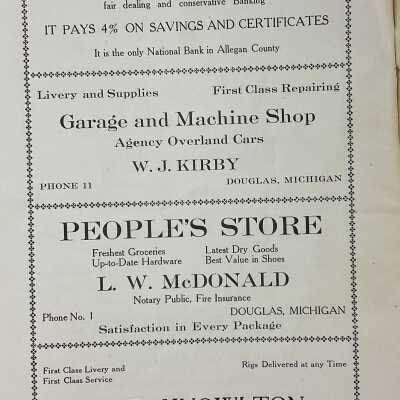 fair dealing and conservative Banking
IT PAYS 4% ON SAVINGS AND CERTIFICATES
It is the only National Bank in Allegan County
Livery and Supplies First Class Repairing
Garage and Machine Shop
Agency Overland Cars
W. J. KIRBY
PHONE 11 DOUGLAS, MICHIGAN
PEOPLE'S STORE
Freshest Groceries Latest Dry Goods
Up-to-Date Hardware Best Value in Shoes
L. W. McDONALD
Notary Public, Fire Insurance
Phone No. 1 DOUGLAS, MICHIGAN
Satisfaction in Every Package
First Class Livery and Rigs Delivered at any Time
First Class Service